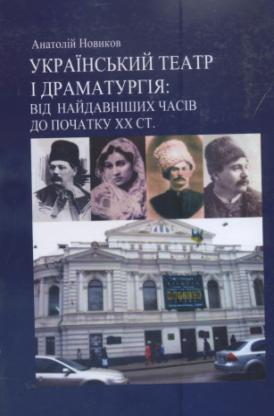 Анатолій Новиков
УКРАЇНСЬКИЙ ТЕАТР
І ДРАМАТУРГІЯ:
ВІД НАЙДАВНІШИХ ЧАСІВ
ДО ПОЧАТКУ ХХ СТ.